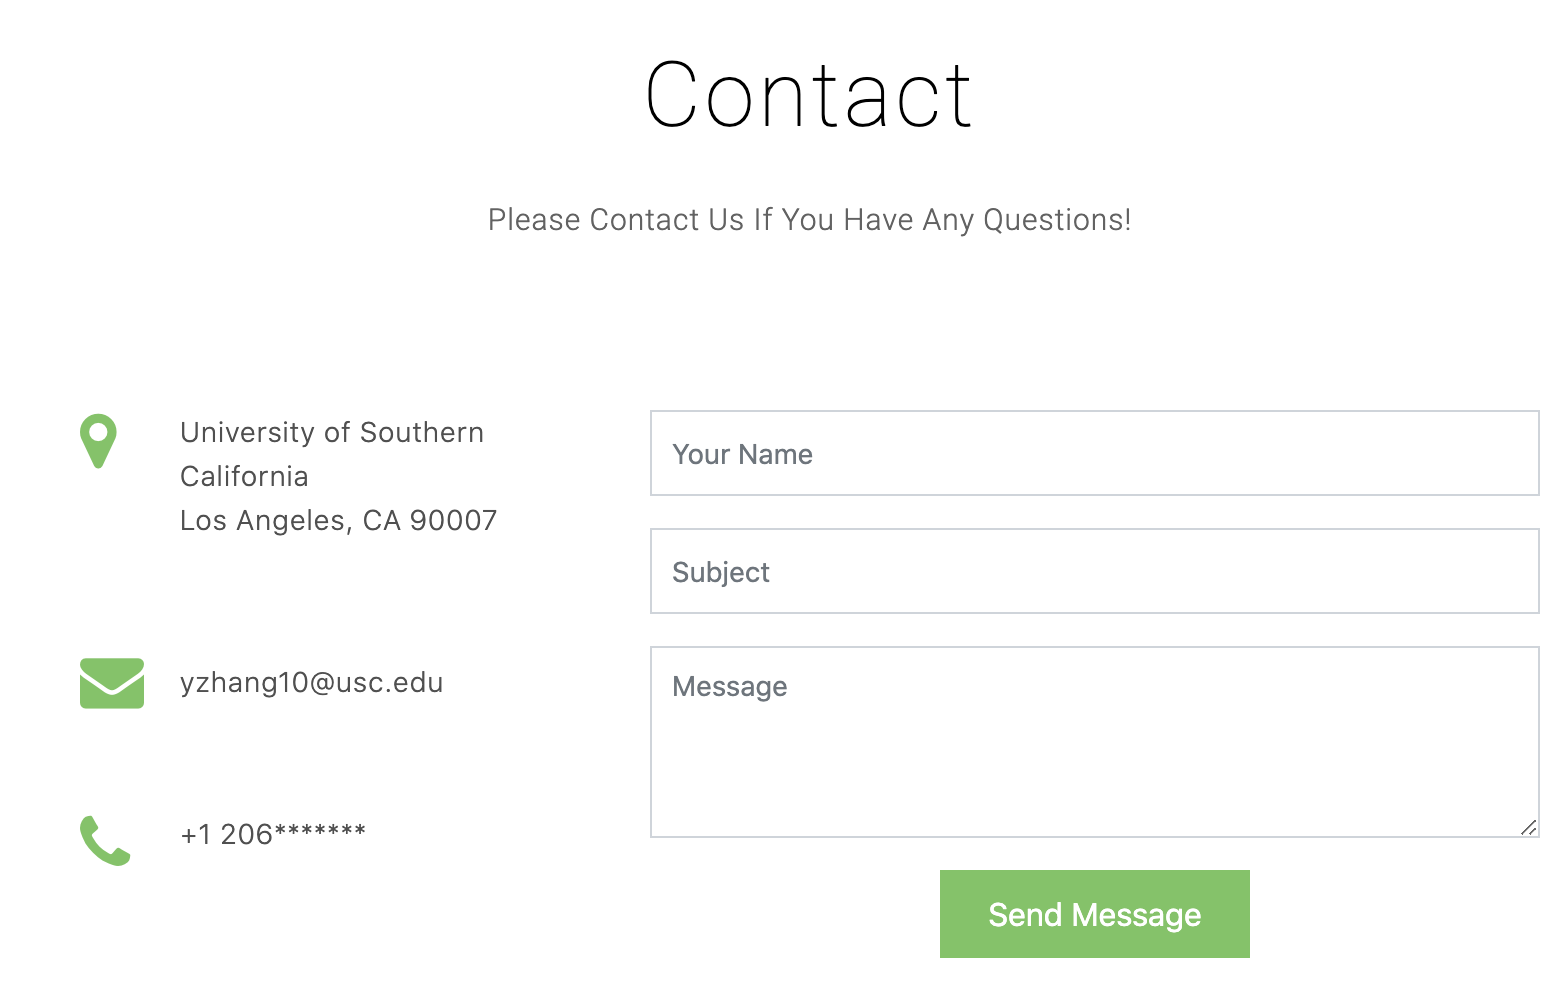 Contact
Please Contact Us If You Have Any Questions!
University of Southern
California
Los Angeles, CA 90007
yzhang10@usc.edu
+1 206*******
Your Name
Subject
Message
Send Message